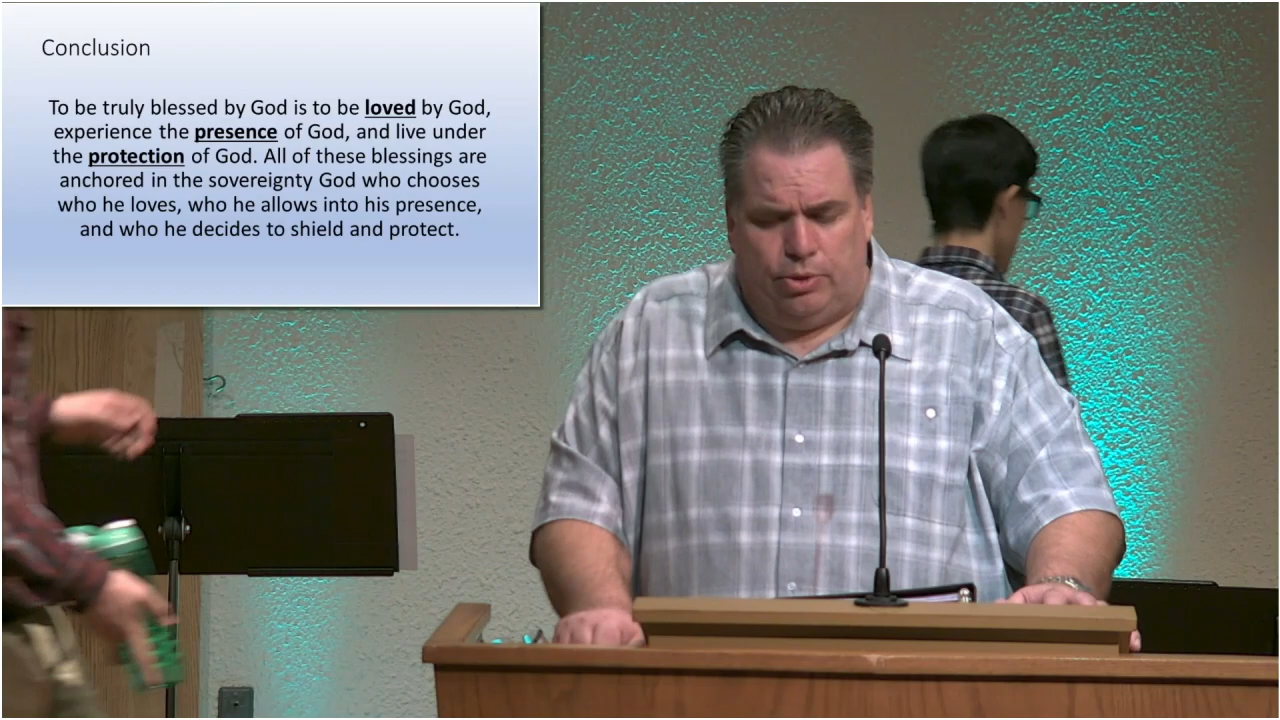 Conclusion
To be truly blessed by God is to be loved by God,
experience the presence of God, and live under
the protection of God. All of these blessings are
anchored in the sovereignty God who chooses
who he loves, who he allows into his presence,
and who he decides to shield and protect.